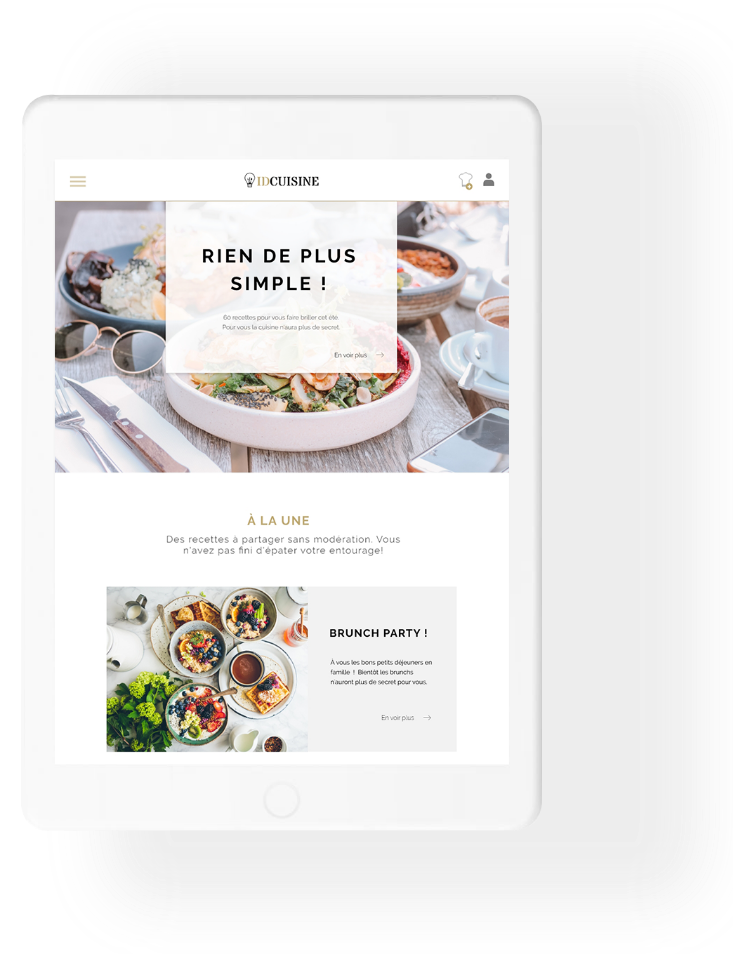 IDCUISINE
RIEN DE PLUS
SIMPLE !
60 recettes pour vous faire briller cet été.
Pour vous la cuisine n'aura plus de secret.
En voir plus
À LA UNE
Des recettes à partager sans modération. Vous
n'avez pas fini d'épater votre entourage!
BRUNCH PARTY !
À vous les bons petits déjeuners en
famille ! Bientôt les brunchs
n'auront plus de secret pour vous.
En voir plus